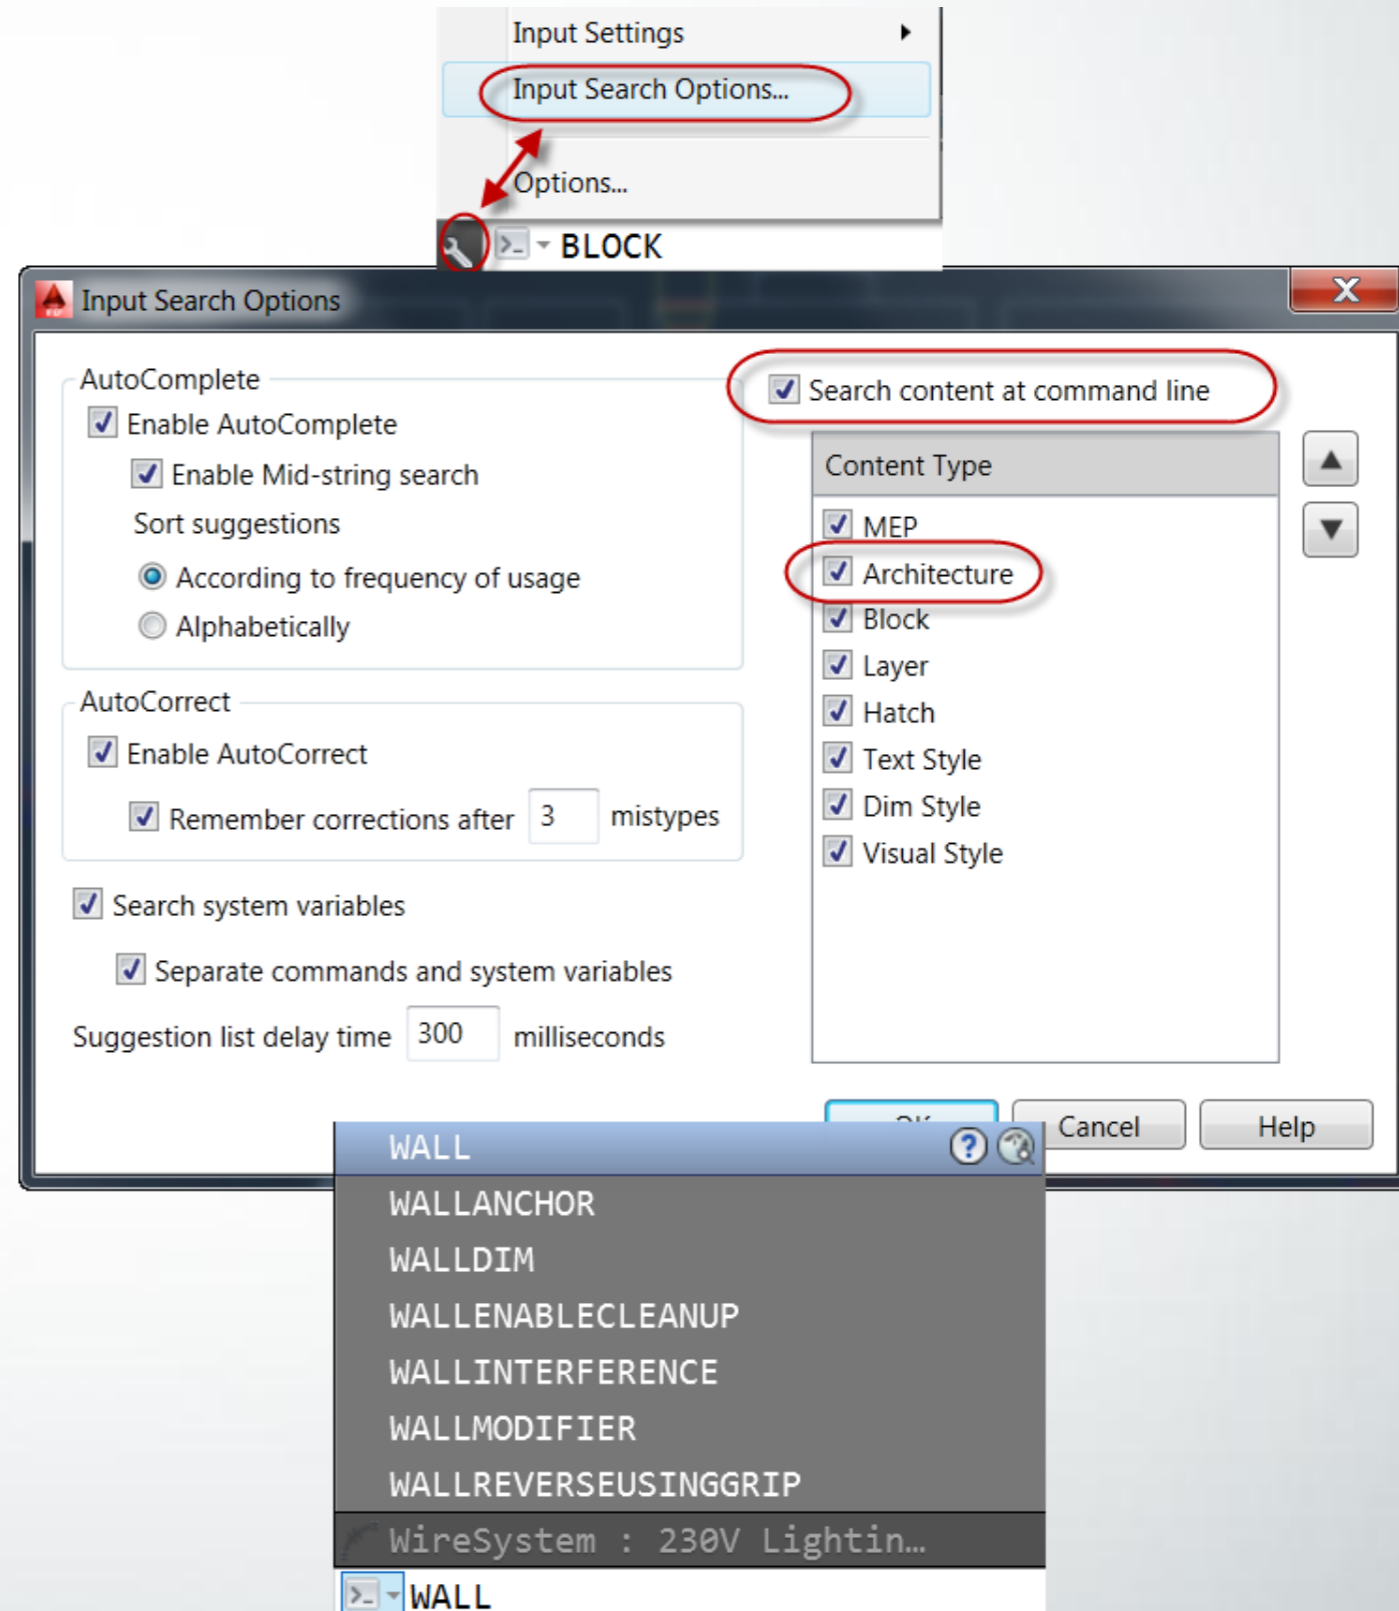 Input Settings
Input Search Options...
Options...
BLOCK
Input Search Options
AutoComplete
Enable AutoComplete
Enable Mid-string search
Sort suggestions
According to frequency of usage
Alphabetically
AutoCorrect
Enable AutoCorrect
Remember corrections after 3 mistypes
Search system variables
Separate commands and system variables
Suggestion list delay time 300 milliseconds
Search content at command line
Content Type
MEP
Architecture
Block
Layer
Hatch
Text Style
Dim Style
Visual Style
Cancel Help
WALL
WALLANCHOR
WALLDIM
WALLENABLECLEANUP
WALLINTERFERENCE
WALLMODIFIER
WALLREVERSEUSINGGRIP
WireSystem : 230V Lightin...
WALL